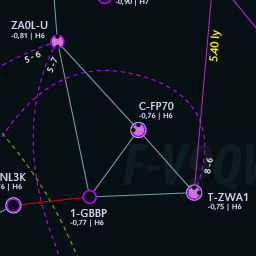 -0,90 | H7
ZA0L-U
-0,81 | H6
5.40 ly
5 - 6
5 - 7
C-FP70
-0,76 | H6
F-V90V
8 - 6
NL3K
6 | H6
1-GBBP
-0,77 | H6
T-ZWA1
-0,75 | H6